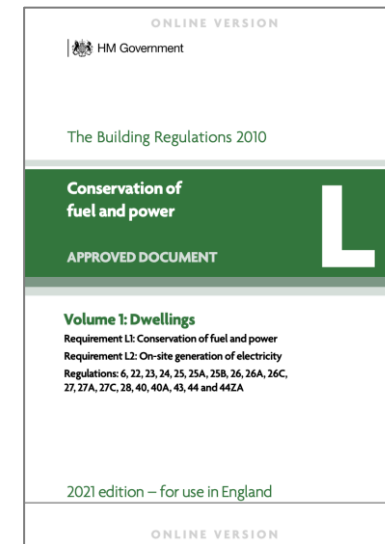 ONLINE VERSION
HM Government
The Building Regulations 2010
Conservation of
fuel and power
L
APPROVED DOCUMENT
Volume 1: Dwellings
Requirement L1: Conservation of fuel and power
Requirement L2: On-site generation of electricity
Regulations: 6, 22, 23, 24, 25, 25A, 25B, 26, 26A, 26C,
27, 27A, 27C, 28, 40, 40A, 43, 44 and 44ZA
2021 edition – for use in England
ONLINE VERSION